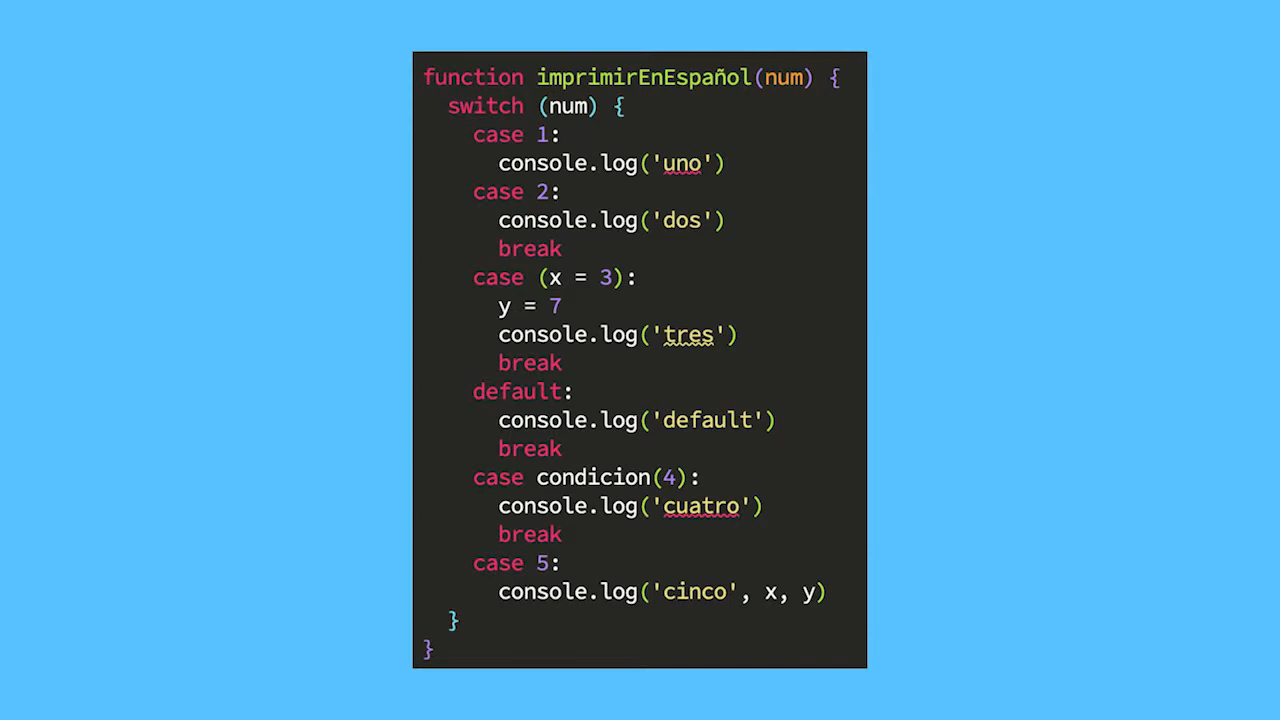 function imprimirEnEspañol(num) {
switch (num) {
case 1:
console.log('uno')
case 2:
console.log('dos')
break
case (x = 3):
y = 7
console.log('tres')
break
default:
console.log('default')
break
case condicion(4):
console.log('cuatro')
break
case 5:
console.log('cinco', x, y)
}
}